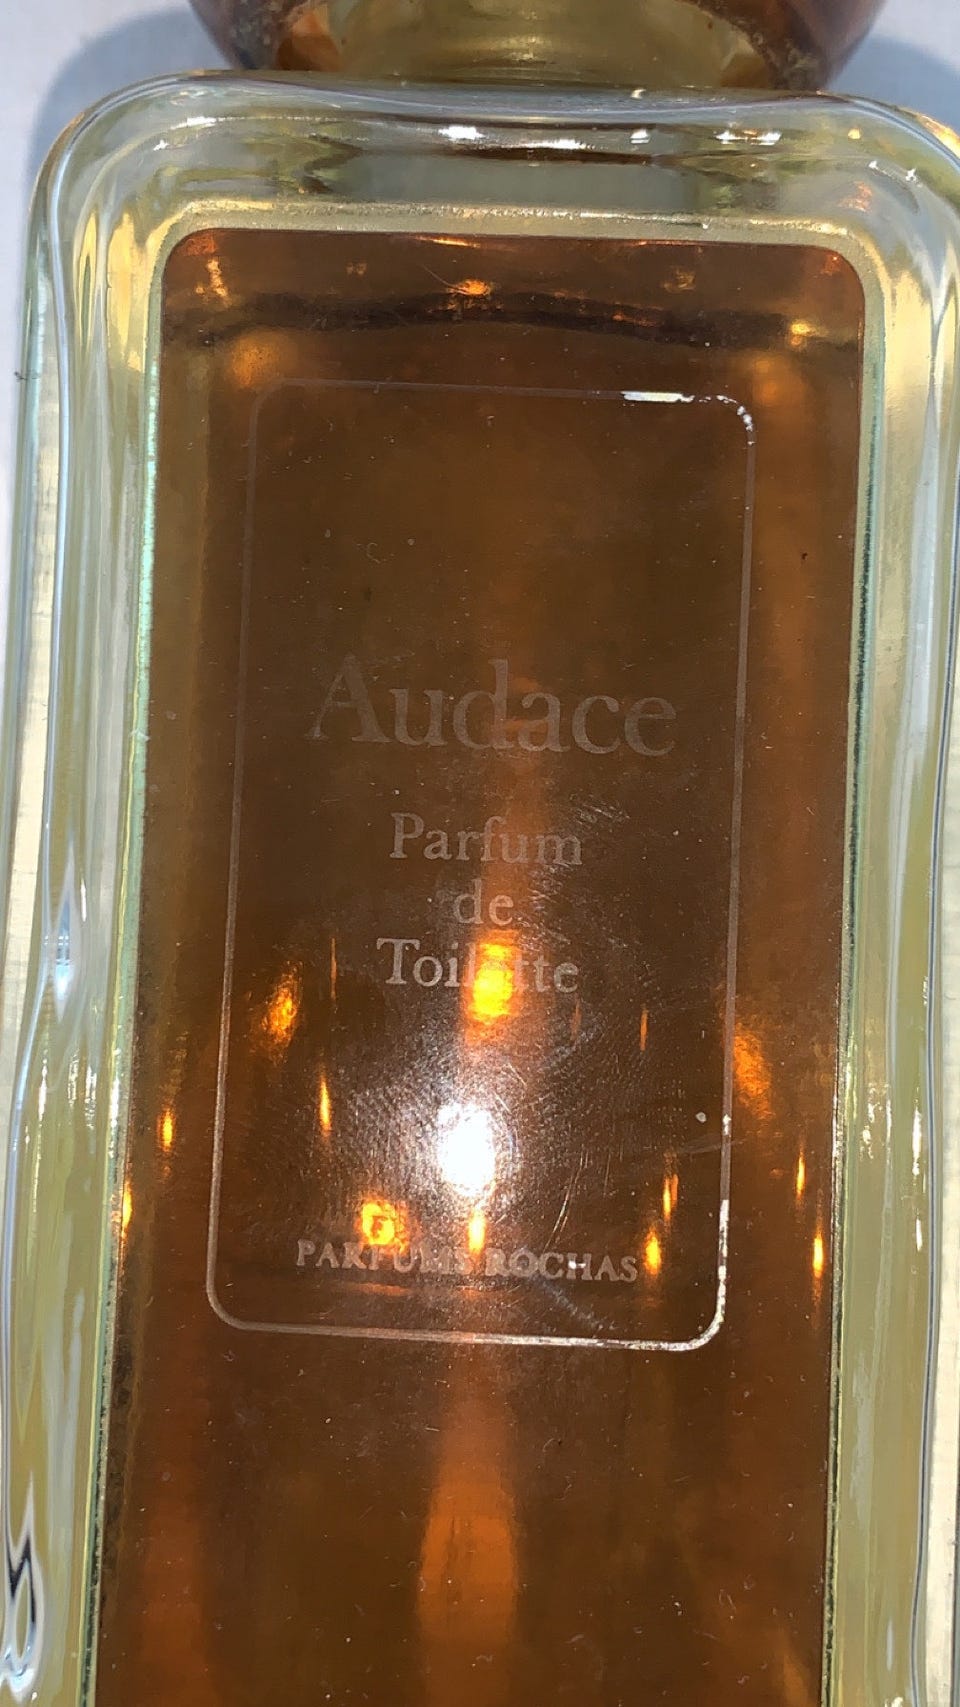 Audace
Parfum
de
Toilette
PARFUMS ROCHAS